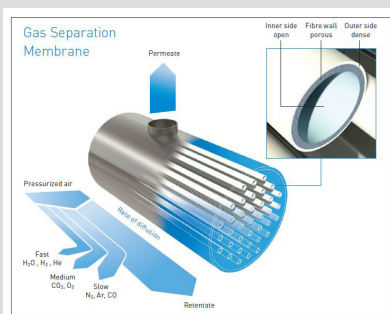 Gas Separation
Membrane
Permeate
Inner side
open
Fibre wall
porous
Outer side
dense
Pressurized air
Rate of diffusion
Fast
H₂O , H₂ , He
Medium
CO₂, O₂
Slow
N₂, Ar, CO
Retentate